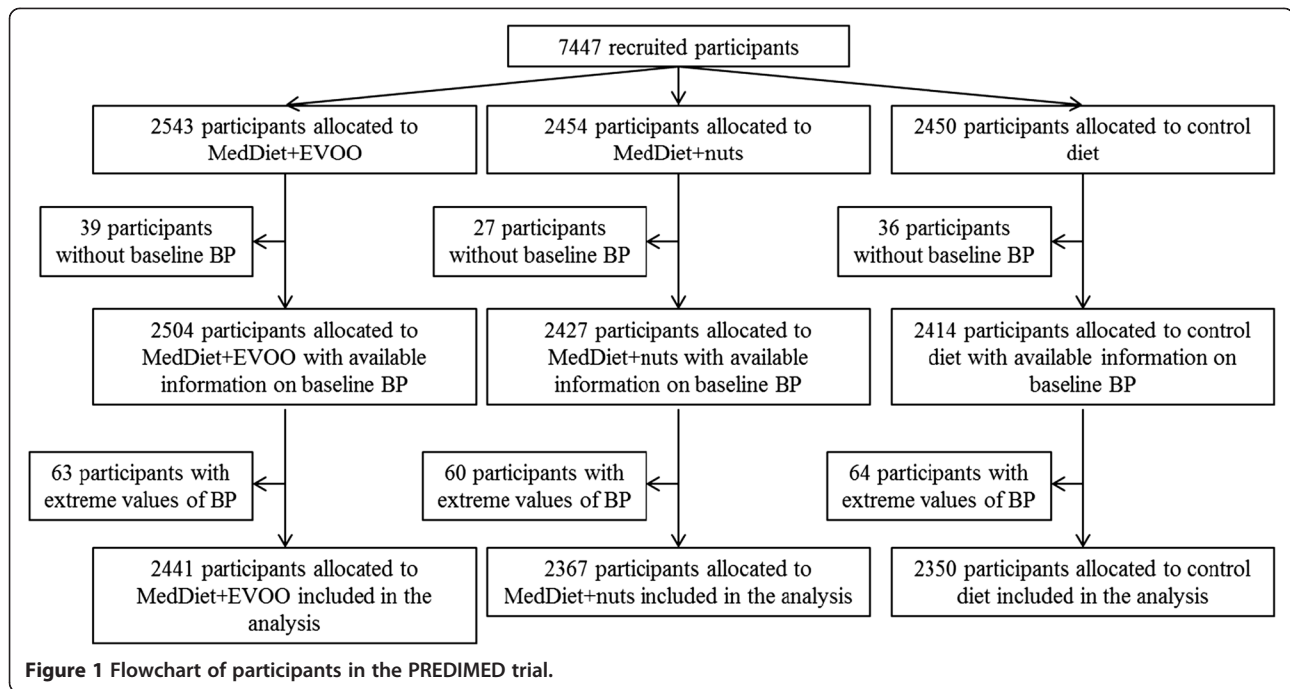 7447 recruited participants
2543 participants allocated to
MedDiet+EVOO
2454 participants allocated to
MedDiet+nuts
2450 participants allocated to control
diet
39 participants
without baseline BP
27 participants
without baseline BP
36 participants
without baseline BP
2504 participants allocated to
MedDiet+EVOO with available
information on baseline BP
2427 participants allocated to
MedDiet+nuts with available
information on baseline BP
2414 participants allocated to control
diet with available information on
baseline BP
63 participants with
extreme values of BP
60 participants with
extreme values of BP
64 participants with
extreme values of BP
2441 participants allocated to
MedDiet+EVOO included in the
analysis
2367 participants allocated to
MedDiet+nuts included in the analysis
2350 participants allocated to control
diet included in the analysis
Figure 1 Flowchart of participants in the PREDIMED trial.